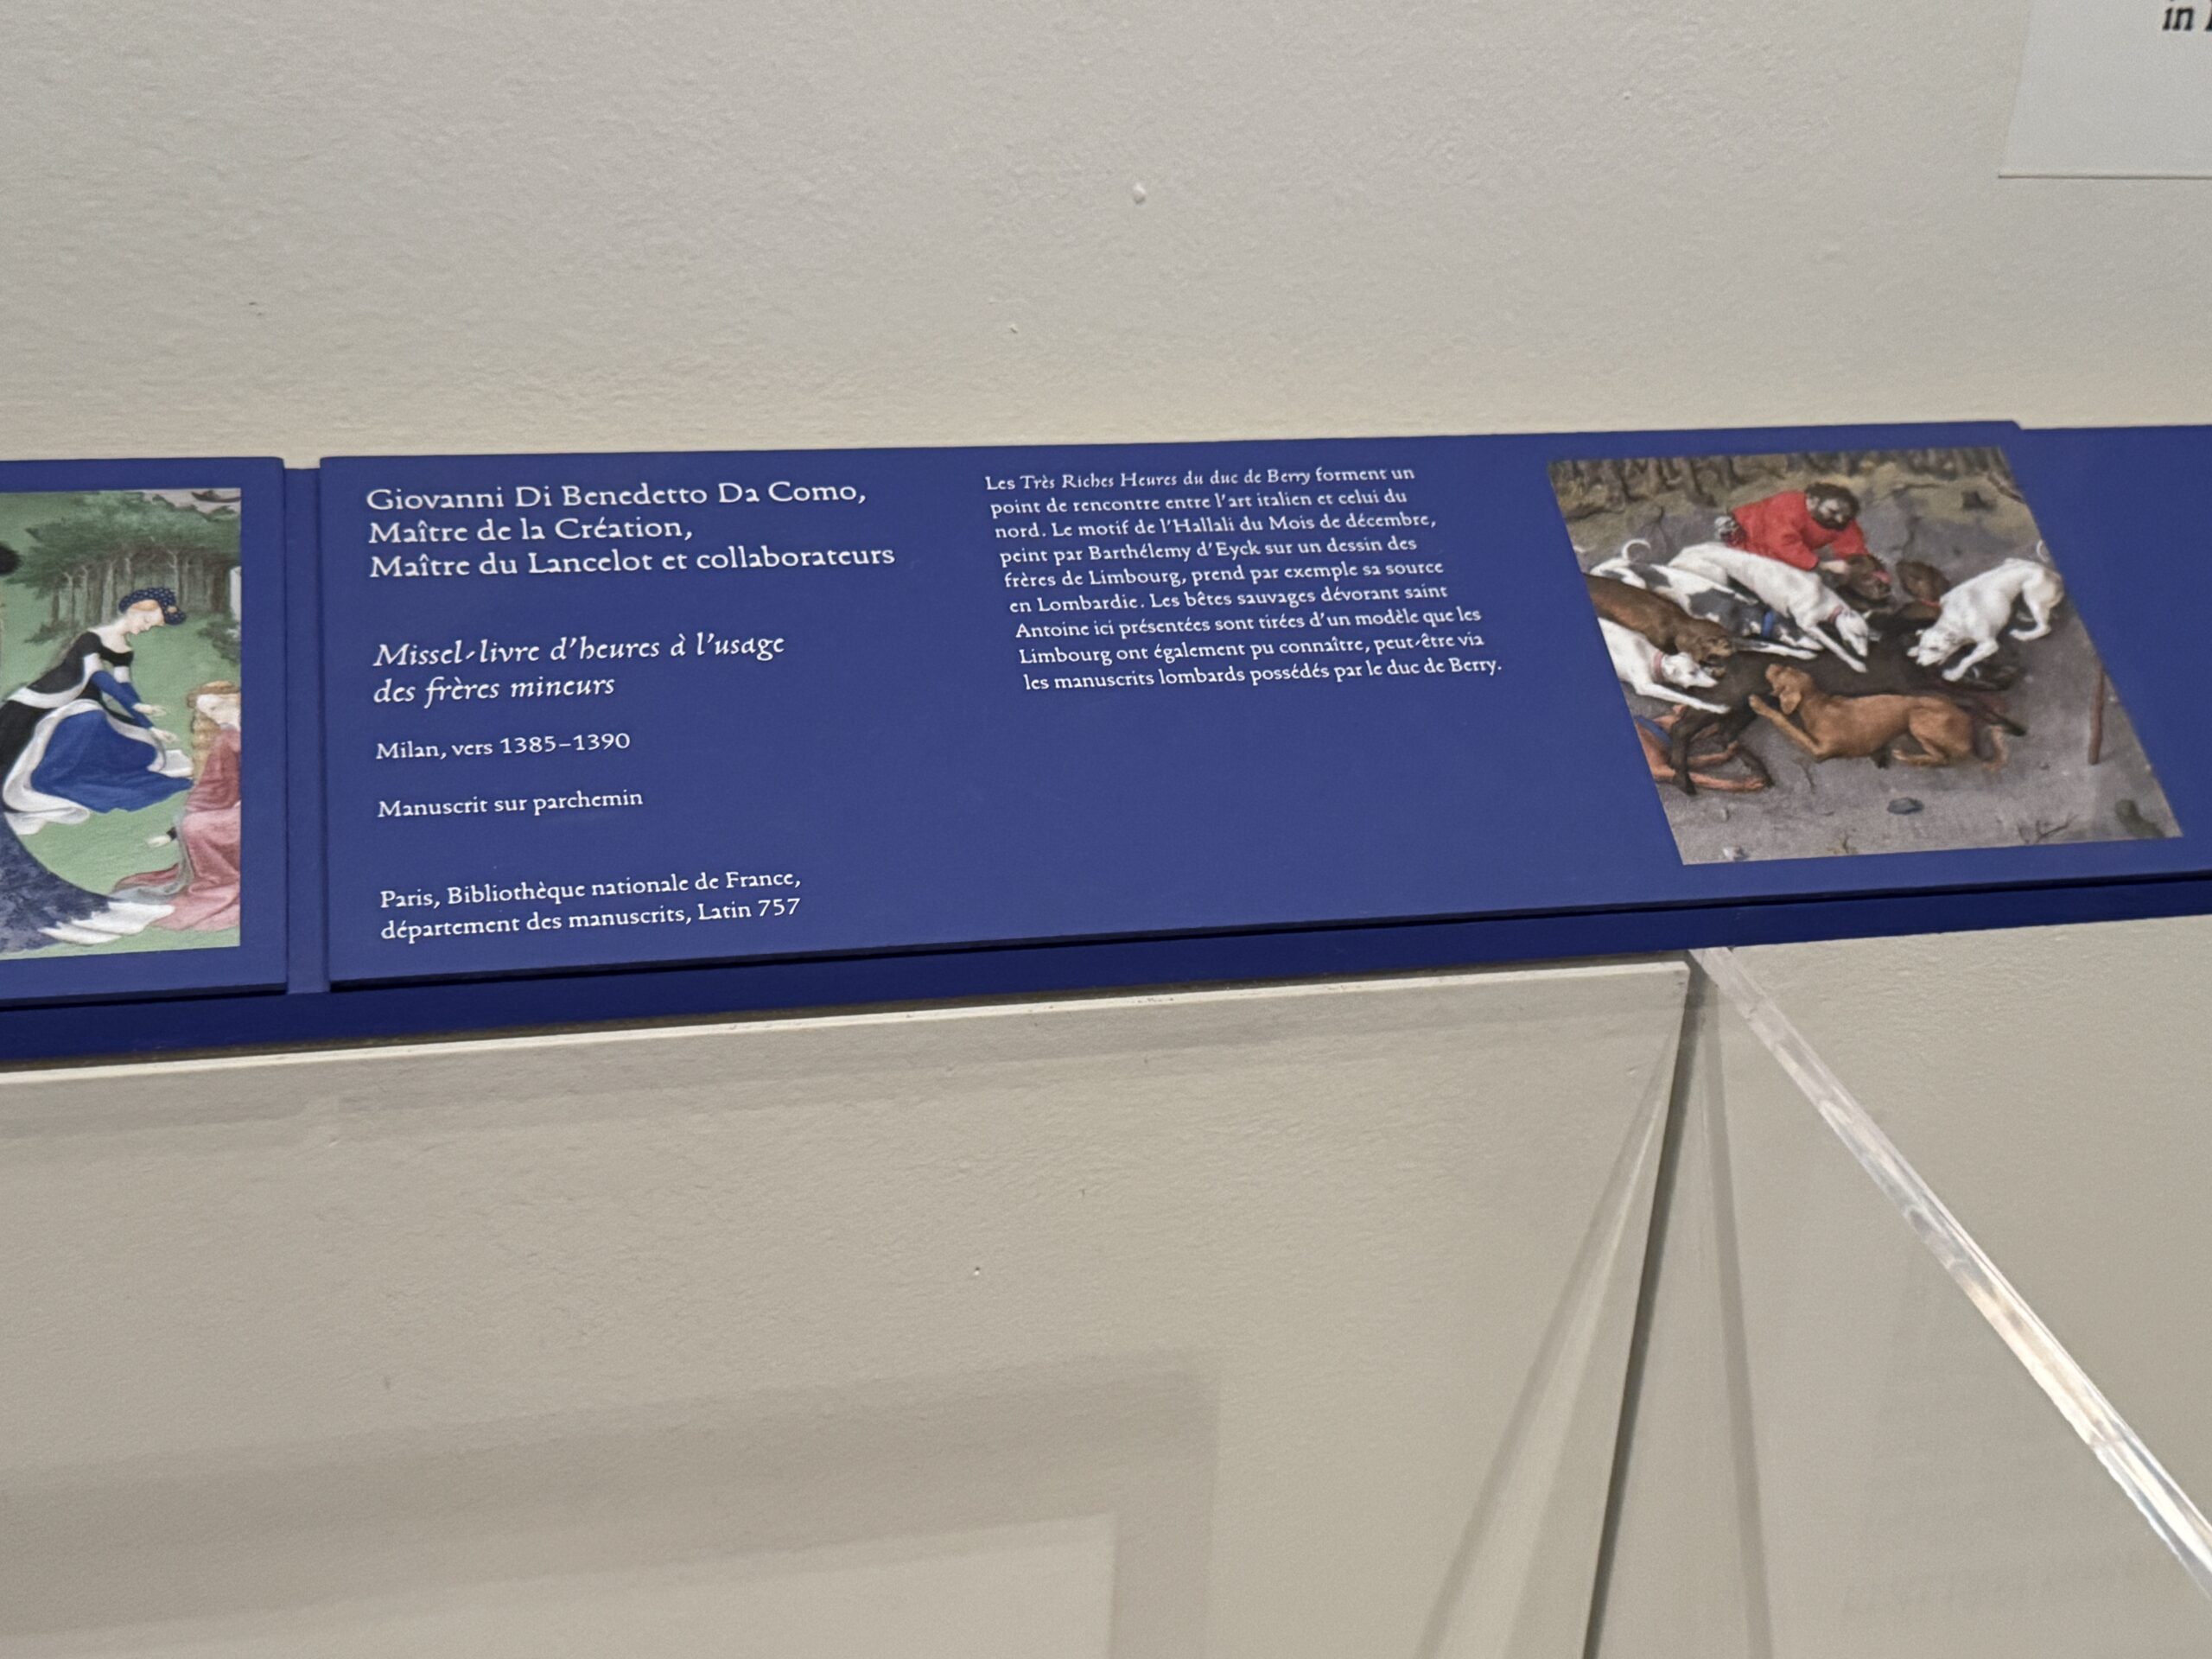 in
Giovanni Di Benedetto Da Como,
Maître de la Création,
Maître du Lancelot et collaborateurs
Missel-livre d'heures à l'usage
des frères mineurs
Milan, vers 1385–1390
Manuscrit sur parchemin
Paris, Bibliothèque nationale de France,
département des manuscrits, Latin 757
Les Très Riches Heures du duc de Berry forment un
point de rencontre entre l'art italien et celui du
nord. Le motif de l'Hallali du Mois de décembre,
peint par Barthélemy d'Eyck sur un dessin des
frères de Limbourg, prend par exemple sa source
en Lombardie. Les bêtes sauvages dévorant saint
Antoine ici présentées sont tirées d'un modèle que les
Limbourg ont également pu connaître, peut-être via
les manuscrits lombards possédés par le duc de Berry.